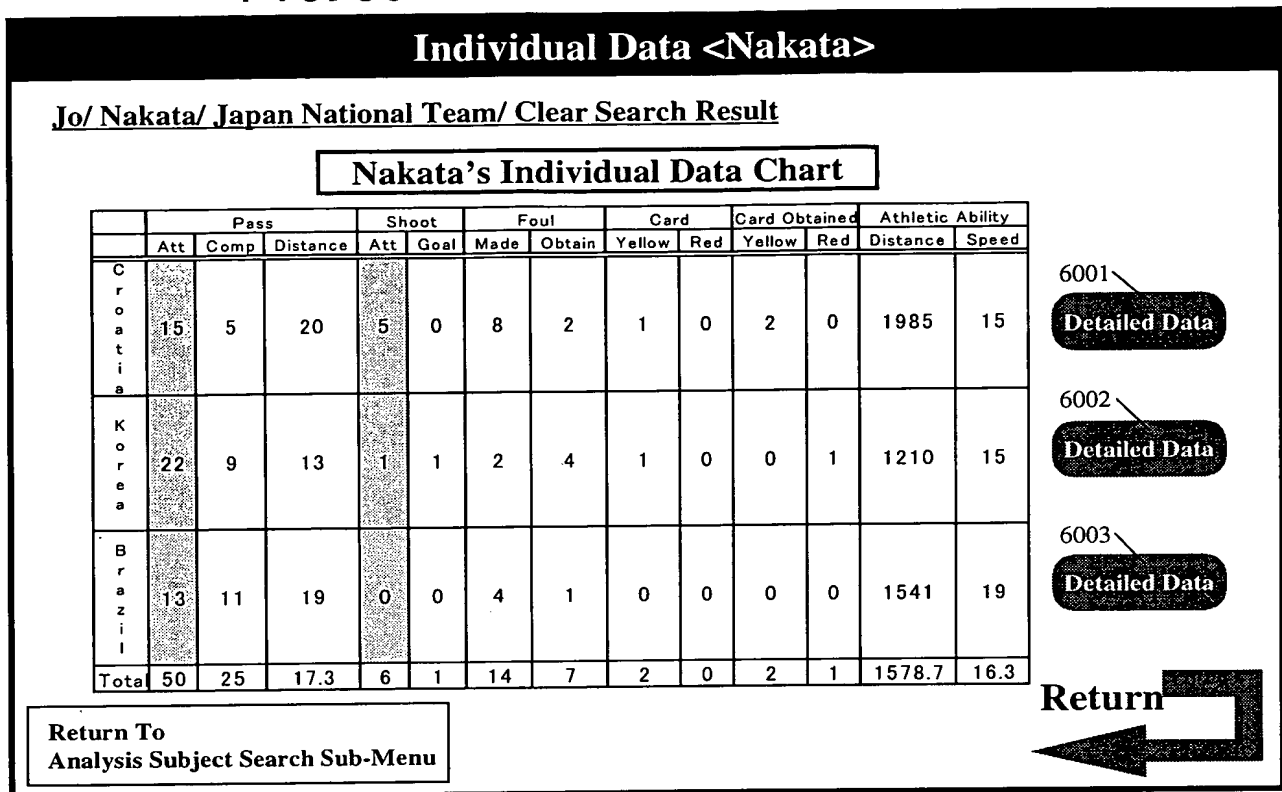 Individual Data <Nakata>
Jo/ Nakata/ Japan National Team/ Clear Search Result
Nakata's Individual Data Chart
Pass Shoot Foul Card Card Obtained Athletic Ability
Att Comp Distance Att Goal Made Obtain Yellow Red Yellow Red Distance Speed
Croatia 15 5 20 5 0 8 2 1 0 2 0 1985 15
6001
Detailed Data
Korea 22 9 13 1 1 2 4 1 0 0 1 1210 15
6002
Detailed Data
Brazil 13 11 19 0 0 4 1 0 0 0 0 1541 19
6003
Detailed Data
Total 50 25 17.3 6 1 14 7 2 0 2 1 1578.7 16.3
Return
Return To
Analysis Subject Search Sub-Menu